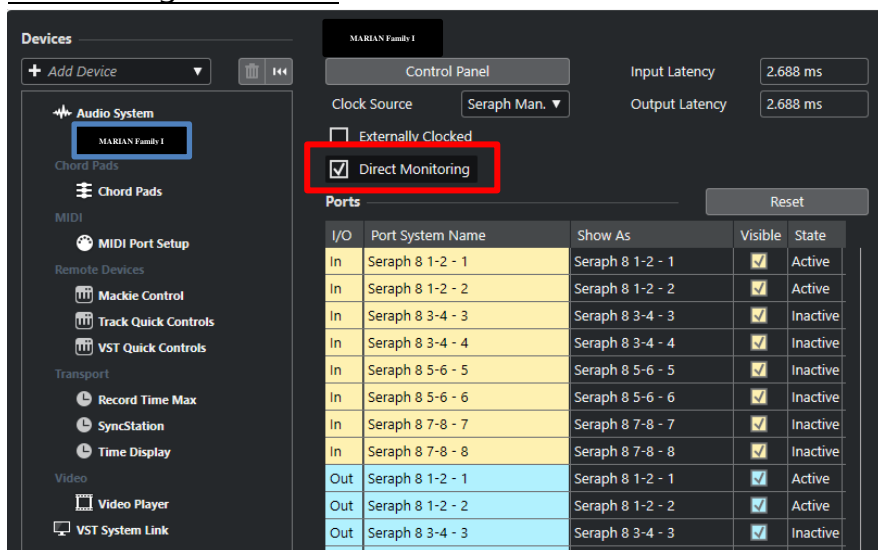 Devices
MARIAN Family I
Add Device
Control Panel
Input Latency 2.688 ms
Clock Source Seraph Man.
Output Latency 2.688 ms
Audio System
MARIAN Family I
Externally Clocked
Chord Pads
Direct Monitoring
Chord Pads
Ports
Reset
MIDI
I/O Port System Name Show As Visible State
MIDI Port Setup
In Seraph 8 1-2 - 1 Seraph 8 1-2 - 1 Active
Remote Devices
In Seraph 8 1-2 - 2 Seraph 8 1-2 - 2 Active
Mackie Control
In Seraph 8 3-4 - 3 Seraph 8 3-4 - 3 Inactive
Track Quick Controls
In Seraph 8 3-4 - 4 Seraph 8 3-4 - 4 Inactive
VST Quick Controls
In Seraph 8 5-6 - 5 Seraph 8 5-6 - 5 Inactive
Transport
In Seraph 8 5-6 - 6 Seraph 8 5-6 - 6 Inactive
Record Time Max
In Seraph 8 7-8 - 7 Seraph 8 7-8 - 7 Inactive
SyncStation
In Seraph 8 7-8 - 8 Seraph 8 7-8 - 8 Inactive
Time Display
Out Seraph 8 1-2 - 1 Seraph 8 1-2 - 1 Active
Video
Out Seraph 8 1-2 - 2 Seraph 8 1-2 - 2 Active
Video Player
Out Seraph 8 3-4 - 3 Seraph 8 3-4 - 3 Inactive
VST System Link